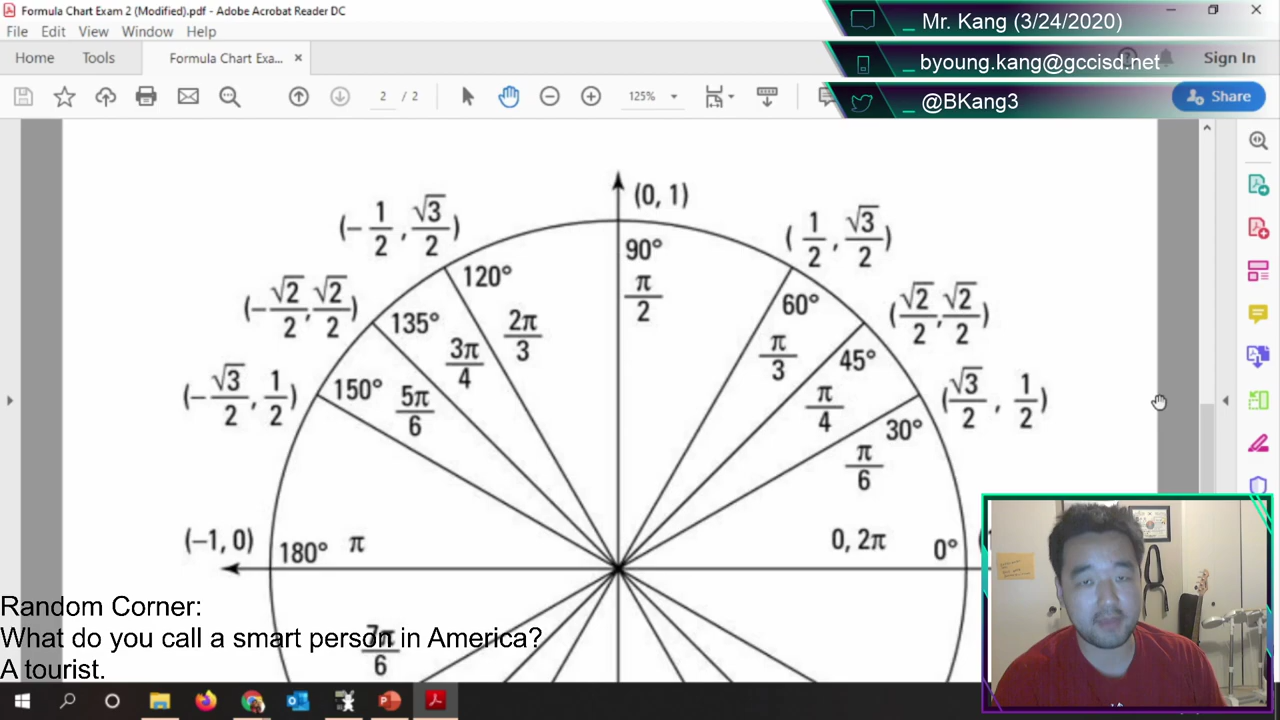 Formula Chart Exam 2 (Modified).pdf - Adobe Acrobat Reader DC
File Edit View Window Help
Home Tools Formula Chart Exa... ×
Sign In
2 / 2 125%
Share
_ Mr. Kang (3/24/2020)
_ byoung.kang@gccisd.net
_ @BKang3
(0, 1)
(-1/2, √3/2)
(1/2, √3/2)
90°
π/2
120°
2π/3
60°
π/3
(-√2/2, √2/2)
(√2/2, √2/2)
135°
3π/4
45°
π/4
(-√3/2, 1/2)
(√3/2, 1/2)
150°
5π/6
30°
π/6
(-1, 0)
180° π
0, 2π 0°
7π/6
Random Corner:
What do you call a smart person in America?
A tourist.